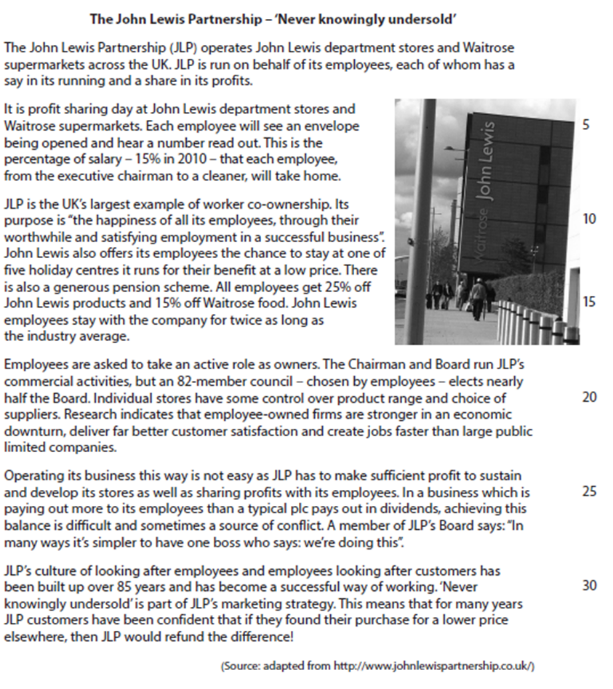 The John Lewis Partnership – ‘Never knowingly undersold’
The John Lewis Partnership (JLP) operates John Lewis department stores and Waitrose
supermarkets across the UK. JLP is run on behalf of its employees, each of whom has a
say in its running and a share in its profits.
It is profit sharing day at John Lewis department stores and
Waitrose supermarkets. Each employee will see an envelope
5
being opened and hear a number read out. This is the
percentage of salary – 15% in 2010 – that each employee,
from the executive chairman to a cleaner, will take home.
JLP is the UK’s largest example of worker co-ownership. Its
purpose is “the happiness of all its employees, through their
10
worthwhile and satisfying employment in a successful business”.
John Lewis also offers its employees the chance to stay at one of
five holiday centres it runs for their benefit at a low price. There
is also a generous pension scheme. All employees get 25% off
John Lewis products and 15% off Waitrose food. John Lewis
15
employees stay with the company for twice as long as
the industry average.
Waitrose John Lewis
Employees are asked to take an active role as owners. The Chairman and Board run JLP’s
commercial activities, but an 82-member council – chosen by employees – elects nearly
half the Board. Individual stores have some control over product range and choice of
20
suppliers. Research indicates that employee-owned firms are stronger in an economic
downturn, deliver far better customer satisfaction and create jobs faster than large public
limited companies.
Operating its business this way is not easy as JLP has to make sufficient profit to sustain
and develop its stores as well as sharing profits with its employees. In a business which is
25
paying out more to its employees than a typical plc pays out in dividends, achieving this
balance is difficult and sometimes a source of conflict. A member of JLP’s Board says: “In
many ways it’s simpler to have one boss who says: we’re doing this”.
JLP’s culture of looking after employees and employees looking after customers has
been built up over 85 years and has become a successful way of working. ‘Never
30
knowingly undersold’ is part of JLP’s marketing strategy. This means that for many years
JLP customers have been confident that if they found their purchase for a lower price
elsewhere, then JLP would refund the difference!
(Source: adapted from http://www.johnlewispartnership.co.uk/)